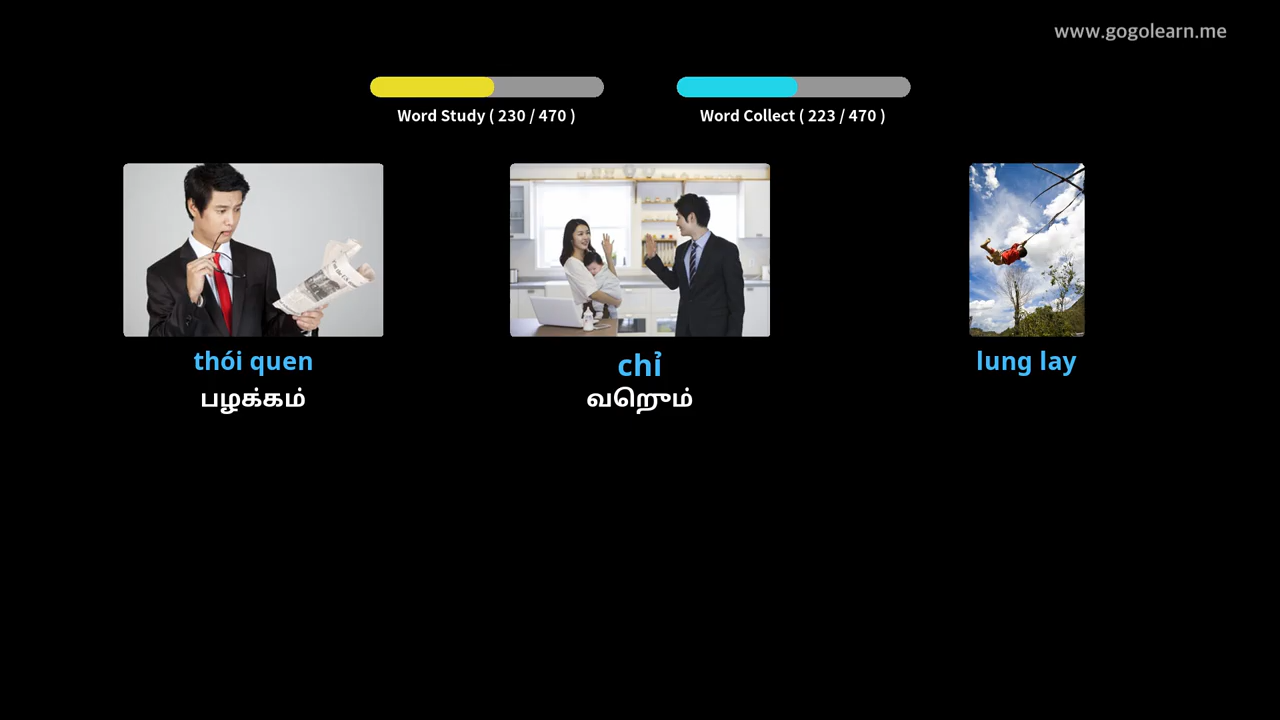 www.gogolearn.me
Word Study ( 230 / 470 )
Word Collect ( 223 / 470 )
thói quen
chỉ
lung lay
பழக்கம்
வெறும்